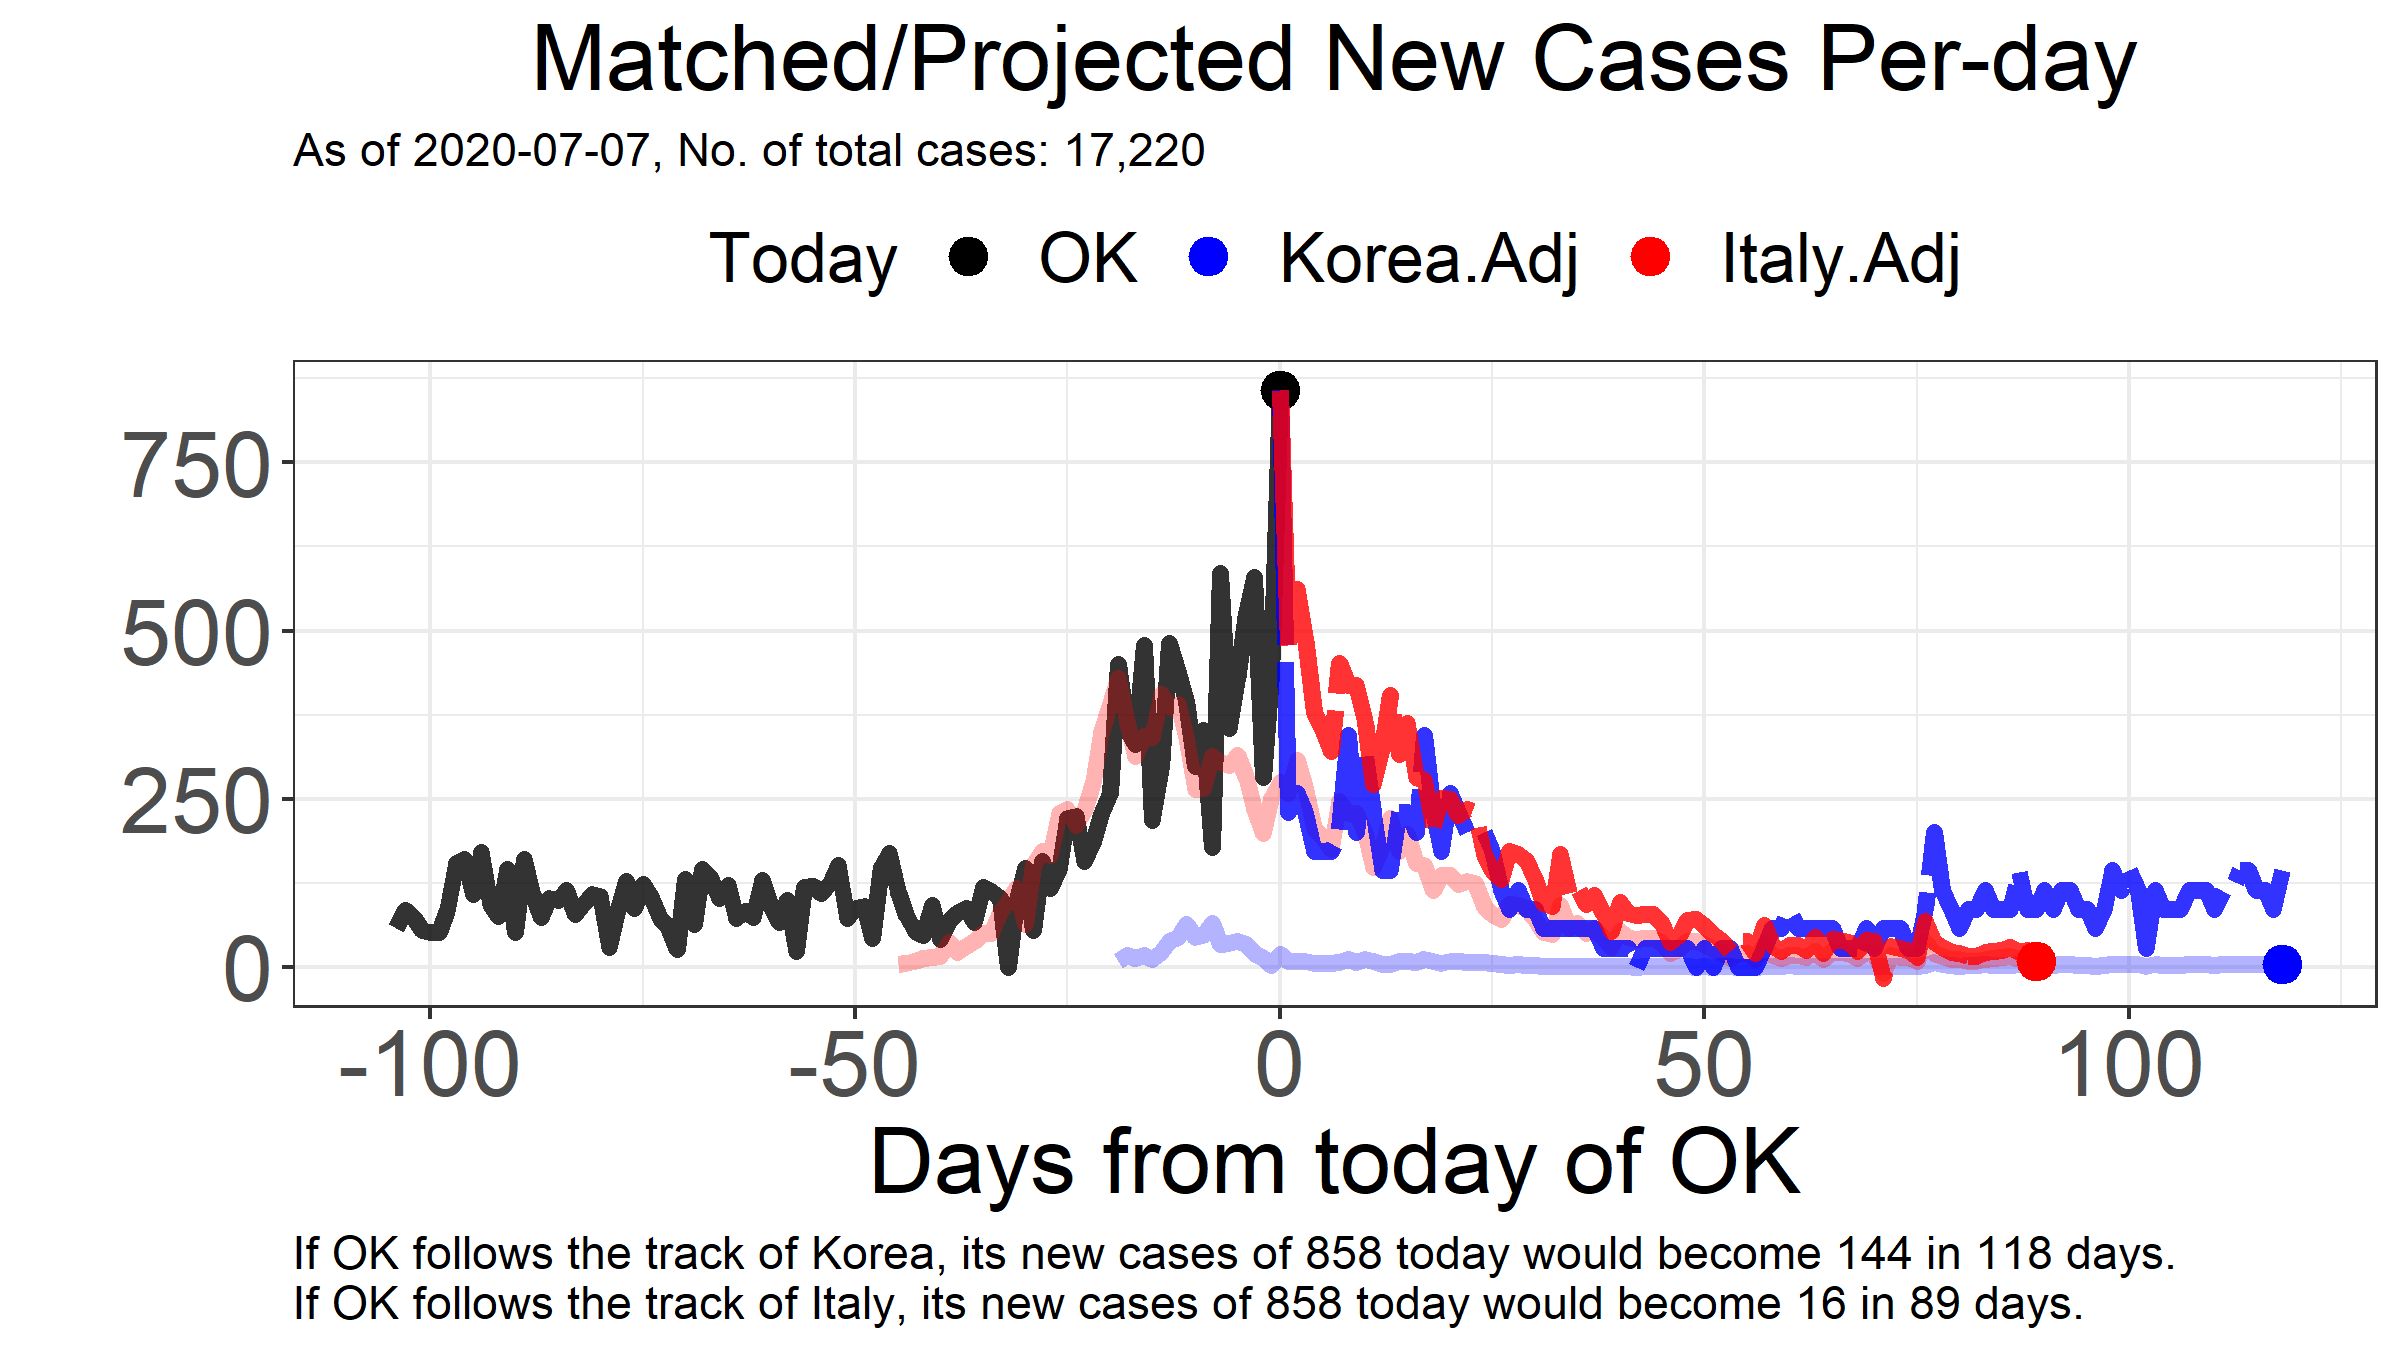 Matched/Projected New Cases Per-day
As of 2020-07-07, No. of total cases: 17,220
Today OK Korea.Adj Italy.Adj
750
500
250
0
-100 -50 0 50 100
Days from today of OK
If OK follows the track of Korea, its new cases of 858 today would become 144 in 118 days.
If OK follows the track of Italy, its new cases of 858 today would become 16 in 89 days.